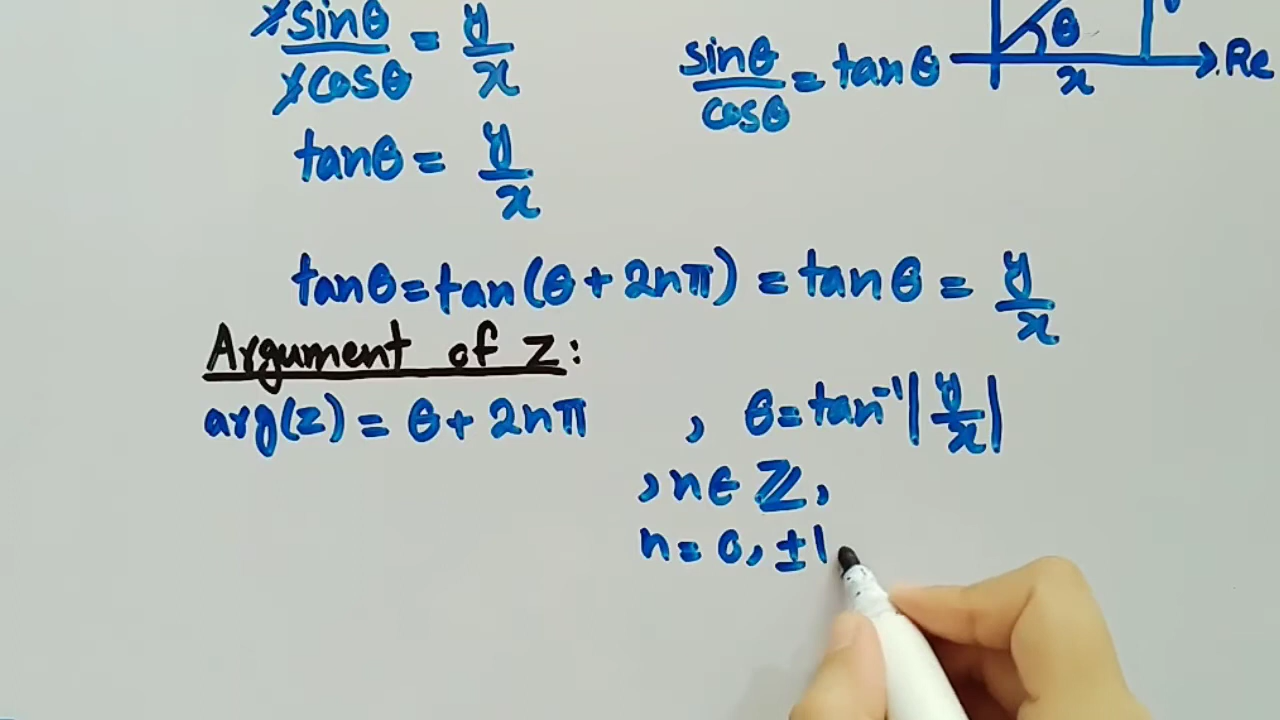 sinθ/cosθ = y/x
sinθ/cosθ = tanθ
θ
x
Re
tanθ = y/x
tanθ = tan(θ + 2nπ) = tanθ = y/x
Argument of Z:
arg(z) = θ + 2nπ , θ = tan⁻¹|y/x|
, n ∈ ℤ,
n = 0, ±1